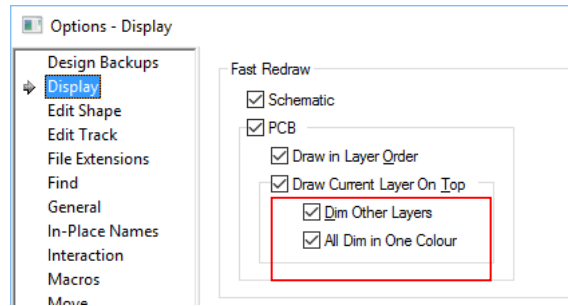 Options - Display
Design Backups
Display
Edit Shape
Edit Track
File Extensions
Find
General
In-Place Names
Interaction
Macros
Move
Fast Redraw
Schematic
PCB
Draw in Layer Order
Draw Current Layer On Top
Dim Other Layers
All Dim in One Colour